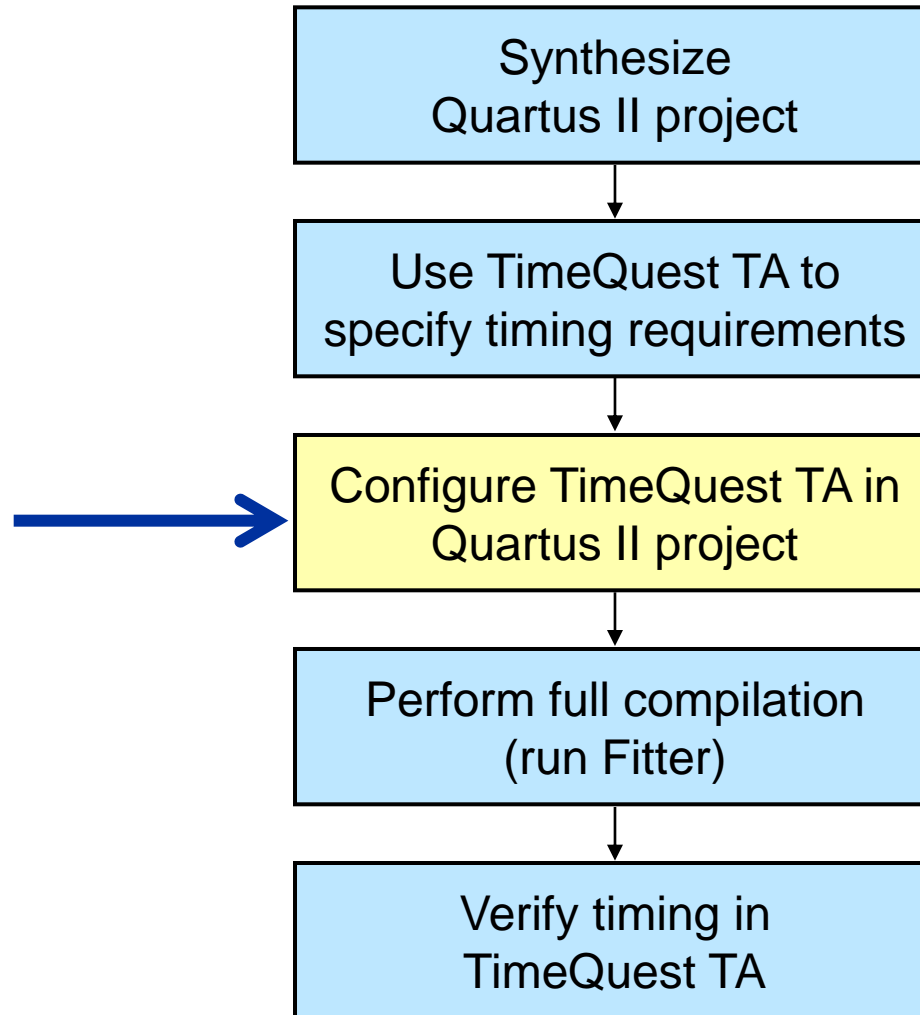 Synthesize
Quartus II project
Use TimeQuest TA to
specify timing requirements
Configure TimeQuest TA in
Quartus II project
Perform full compilation
(run Fitter)
Verify timing in
TimeQuest TA